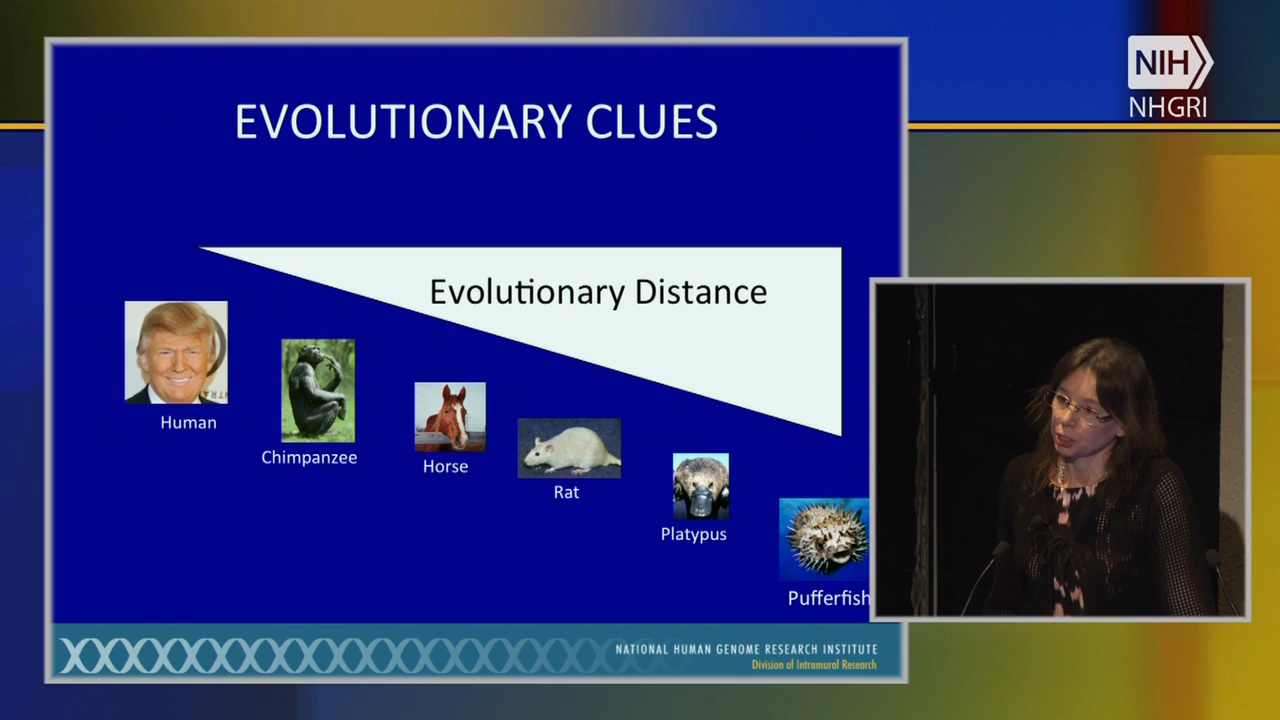 NIH
NHGRI
EVOLUTIONARY CLUES
Evolutionary Distance
Human
Chimpanzee
Horse
Rat
Platypus
Pufferfish
NATIONAL HUMAN GENOME RESEARCH INSTITUTE
Division of Intramural Research